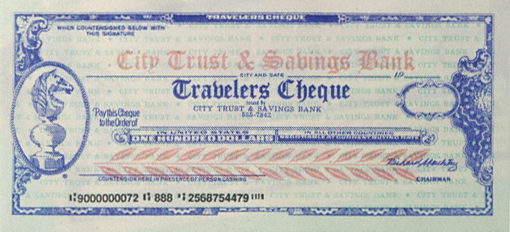 TRAVELERS CHEQUE
WHEN COUNTERSIGNED BELOW WITH
THIS SIGNATURE
City Trust & Savings Bank
CITY AND DATE
19
Travelers Cheque
Issued By
CITY TRUST & SAVINGS BANK
555-7342
Pay this Cheque
to the Order of
IN UNITED STATES
ONE HUNDRED DOLLARS
IN ALL OTHER COUNTRIES
COUNTERSIGN HERE IN PRESENCE OF PERSON CASHING
CHAIRMAN
⑆9000000072 ⑆ 888 ⑆2568754479